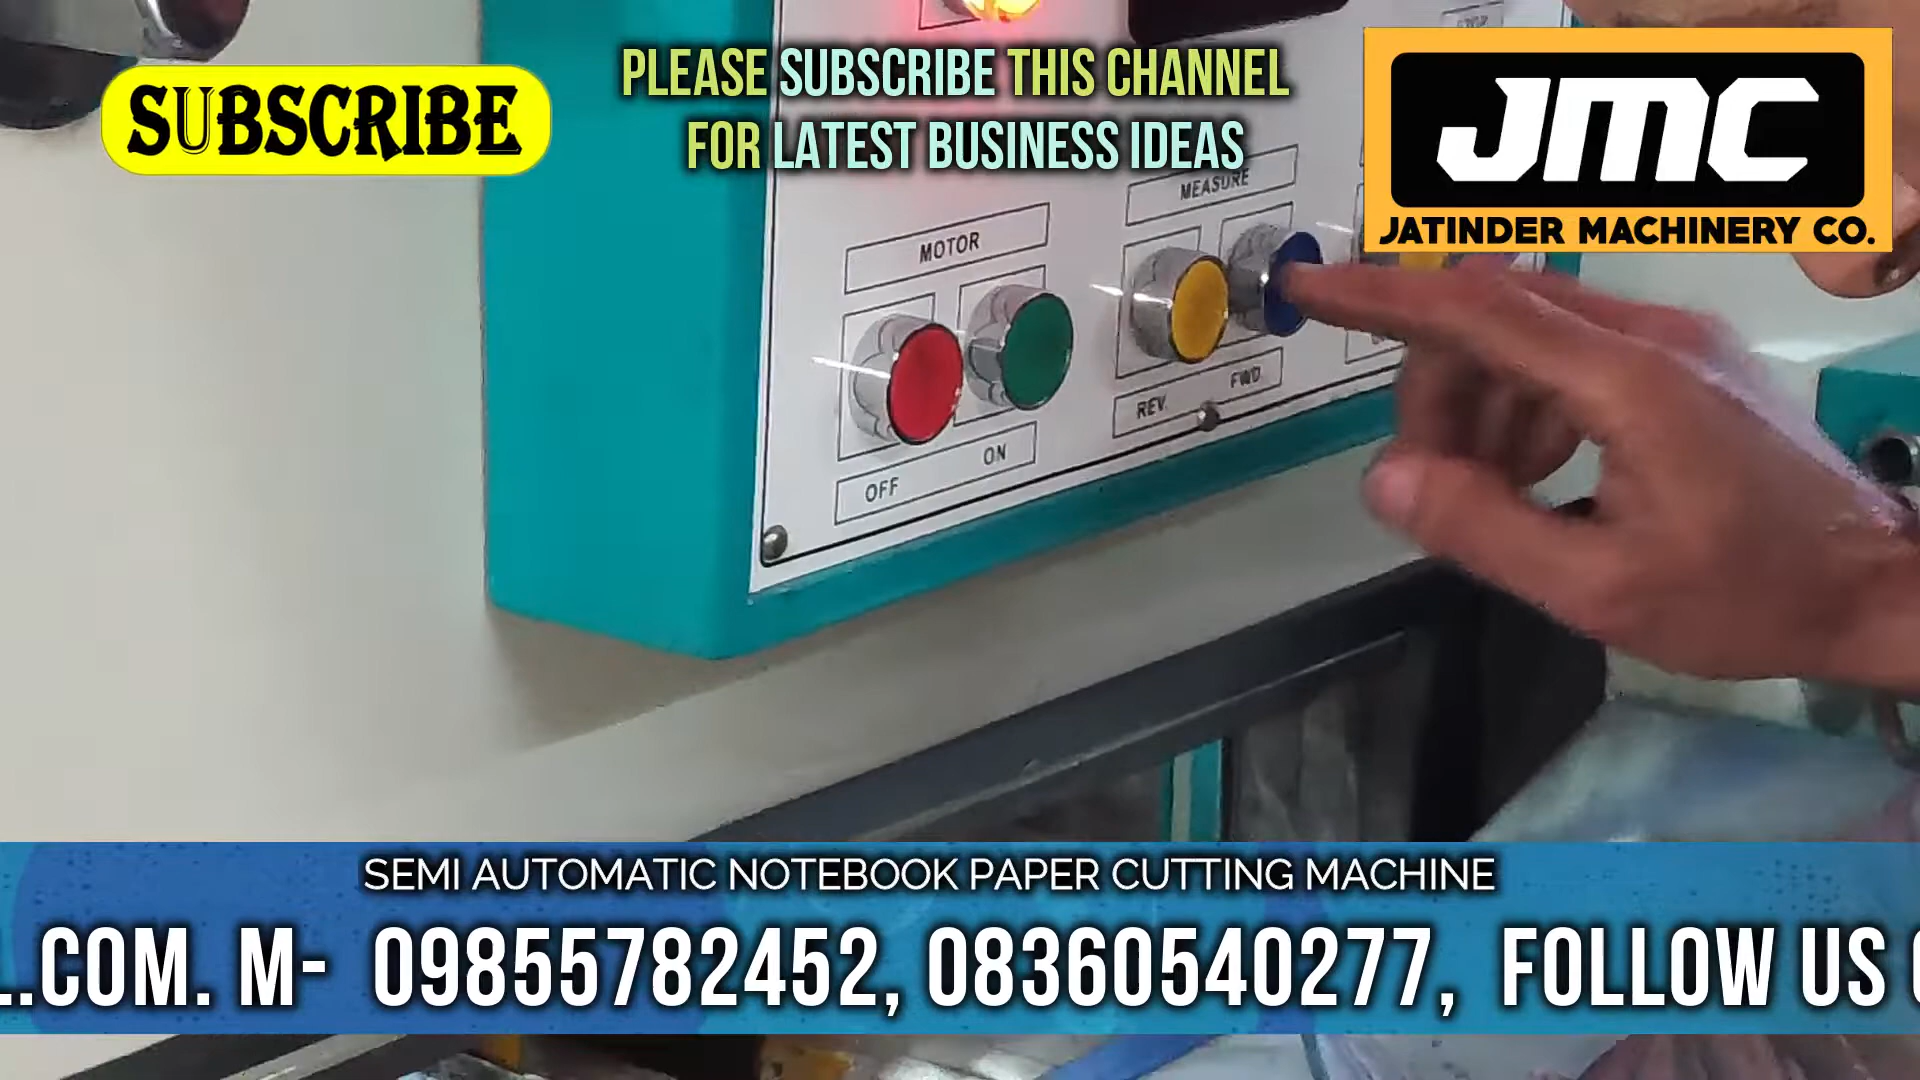 PLEASE SUBSCRIBE THIS CHANNEL
FOR LATEST BUSINESS IDEAS
SUBSCRIBE
JMC
JATINDER MACHINERY CO.
MEASURE
MOTOR
REV. FWD
OFF ON
SEMI AUTOMATIC NOTEBOOK PAPER CUTTING MACHINE
.COM. M- 09855782452, 08360540277, FOLLOW US